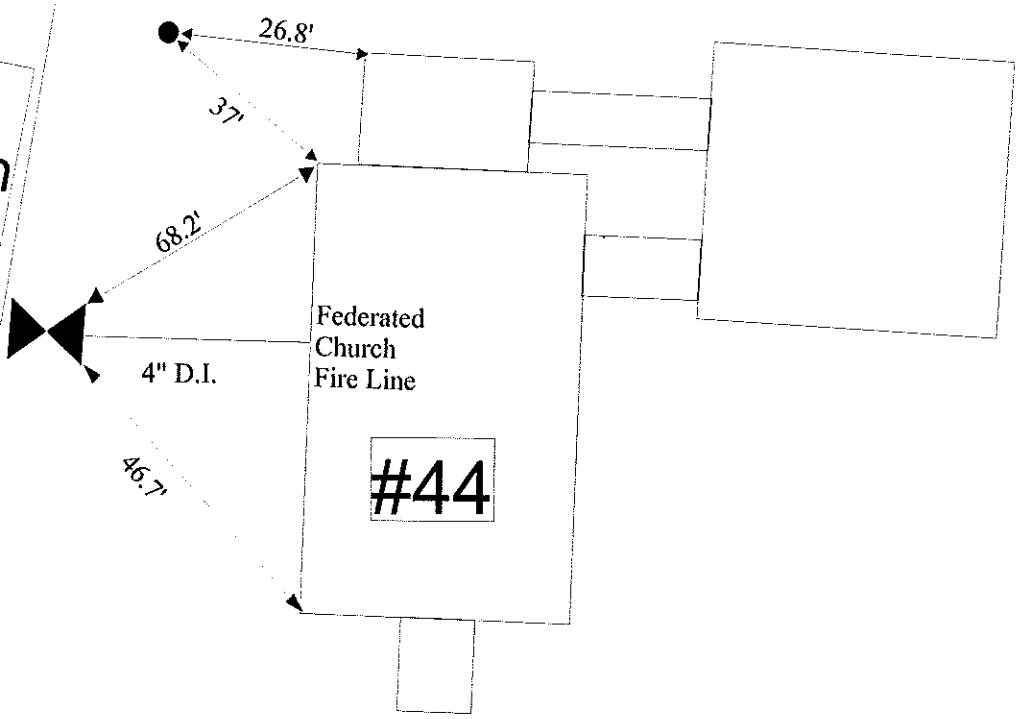 26.8'
37'
68.2'
Federated
Church
Fire Line
4" D.I.
46.7'
#44